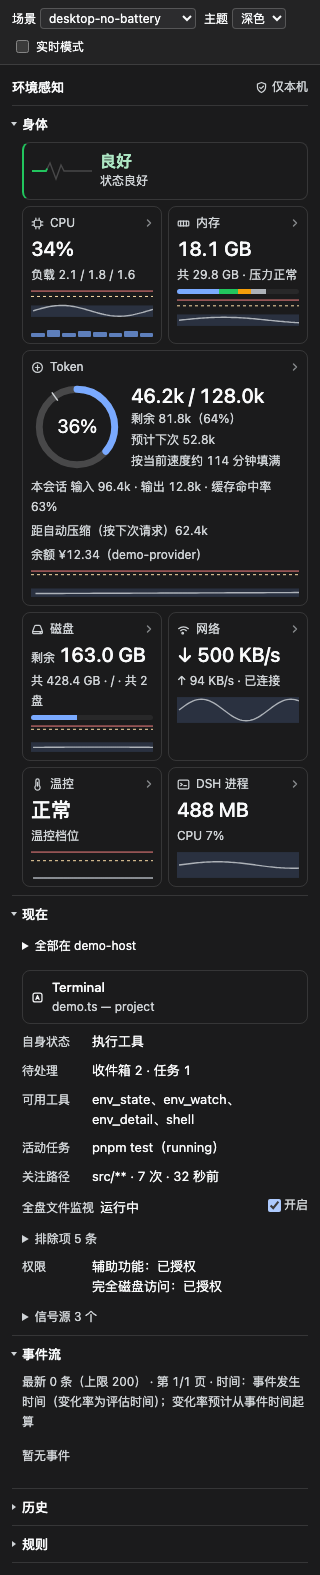 场景 desktop-no-battery 主题 深色
实时模式
环境感知 仅本机
身体
良好
状态良好
CPU
34%
负载 2.1 / 1.8 / 1.6
内存
18.1 GB
共 29.8 GB · 压力正常
Token
36%
46.2k / 128.0k
剩余 81.8k（64%）
预计下次 52.8k
按当前速度约 114 分钟填满
本会话 输入 96.4k · 输出 12.8k · 缓存命中率
63%
距自动压缩（按下次请求）62.4k
余额 ¥12.34（demo-provider）
磁盘
剩余 163.0 GB
共 428.4 GB · / · 共 2
盘
网络
↓ 500 KB/s
↑ 94 KB/s · 已连接
温控
正常
温控档位
DSH 进程
488 MB
CPU 7%
现在
全部在 demo-host
Terminal
demo.ts — project
自身状态 执行工具
待处理 收件箱 2 · 任务 1
可用工具 env_state、env_watch、
env_detail、shell
活动任务 pnpm test（running）
关注路径 src/** · 7 次 · 32 秒前
全盘文件监视 运行中 开启
排除项 5 条
权限 辅助功能：已授权
完全磁盘访问：已授权
信号源 3 个
事件流
最新 0 条（上限 200） · 第 1/1 页 · 时间：事件发生
时间（变化率为评估时间）；变化率预计从事件时间起
算
暂无事件
历史
规则